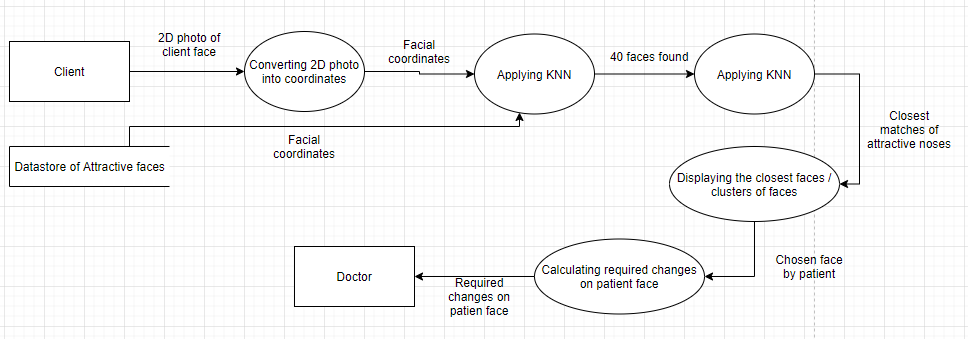 2D photo of
client face
Client
Converting 2D photo
into coordinates
Facial
coordinates
Applying KNN
40 faces found
Applying KNN
Closest
matches of
attractive noses
Datastore of Attractive faces
Facial
coordinates
Displaying the closest faces /
clusters of faces
Chosen face
by patient
Calculating required changes
on patient face
Required
changes on
patien face
Doctor